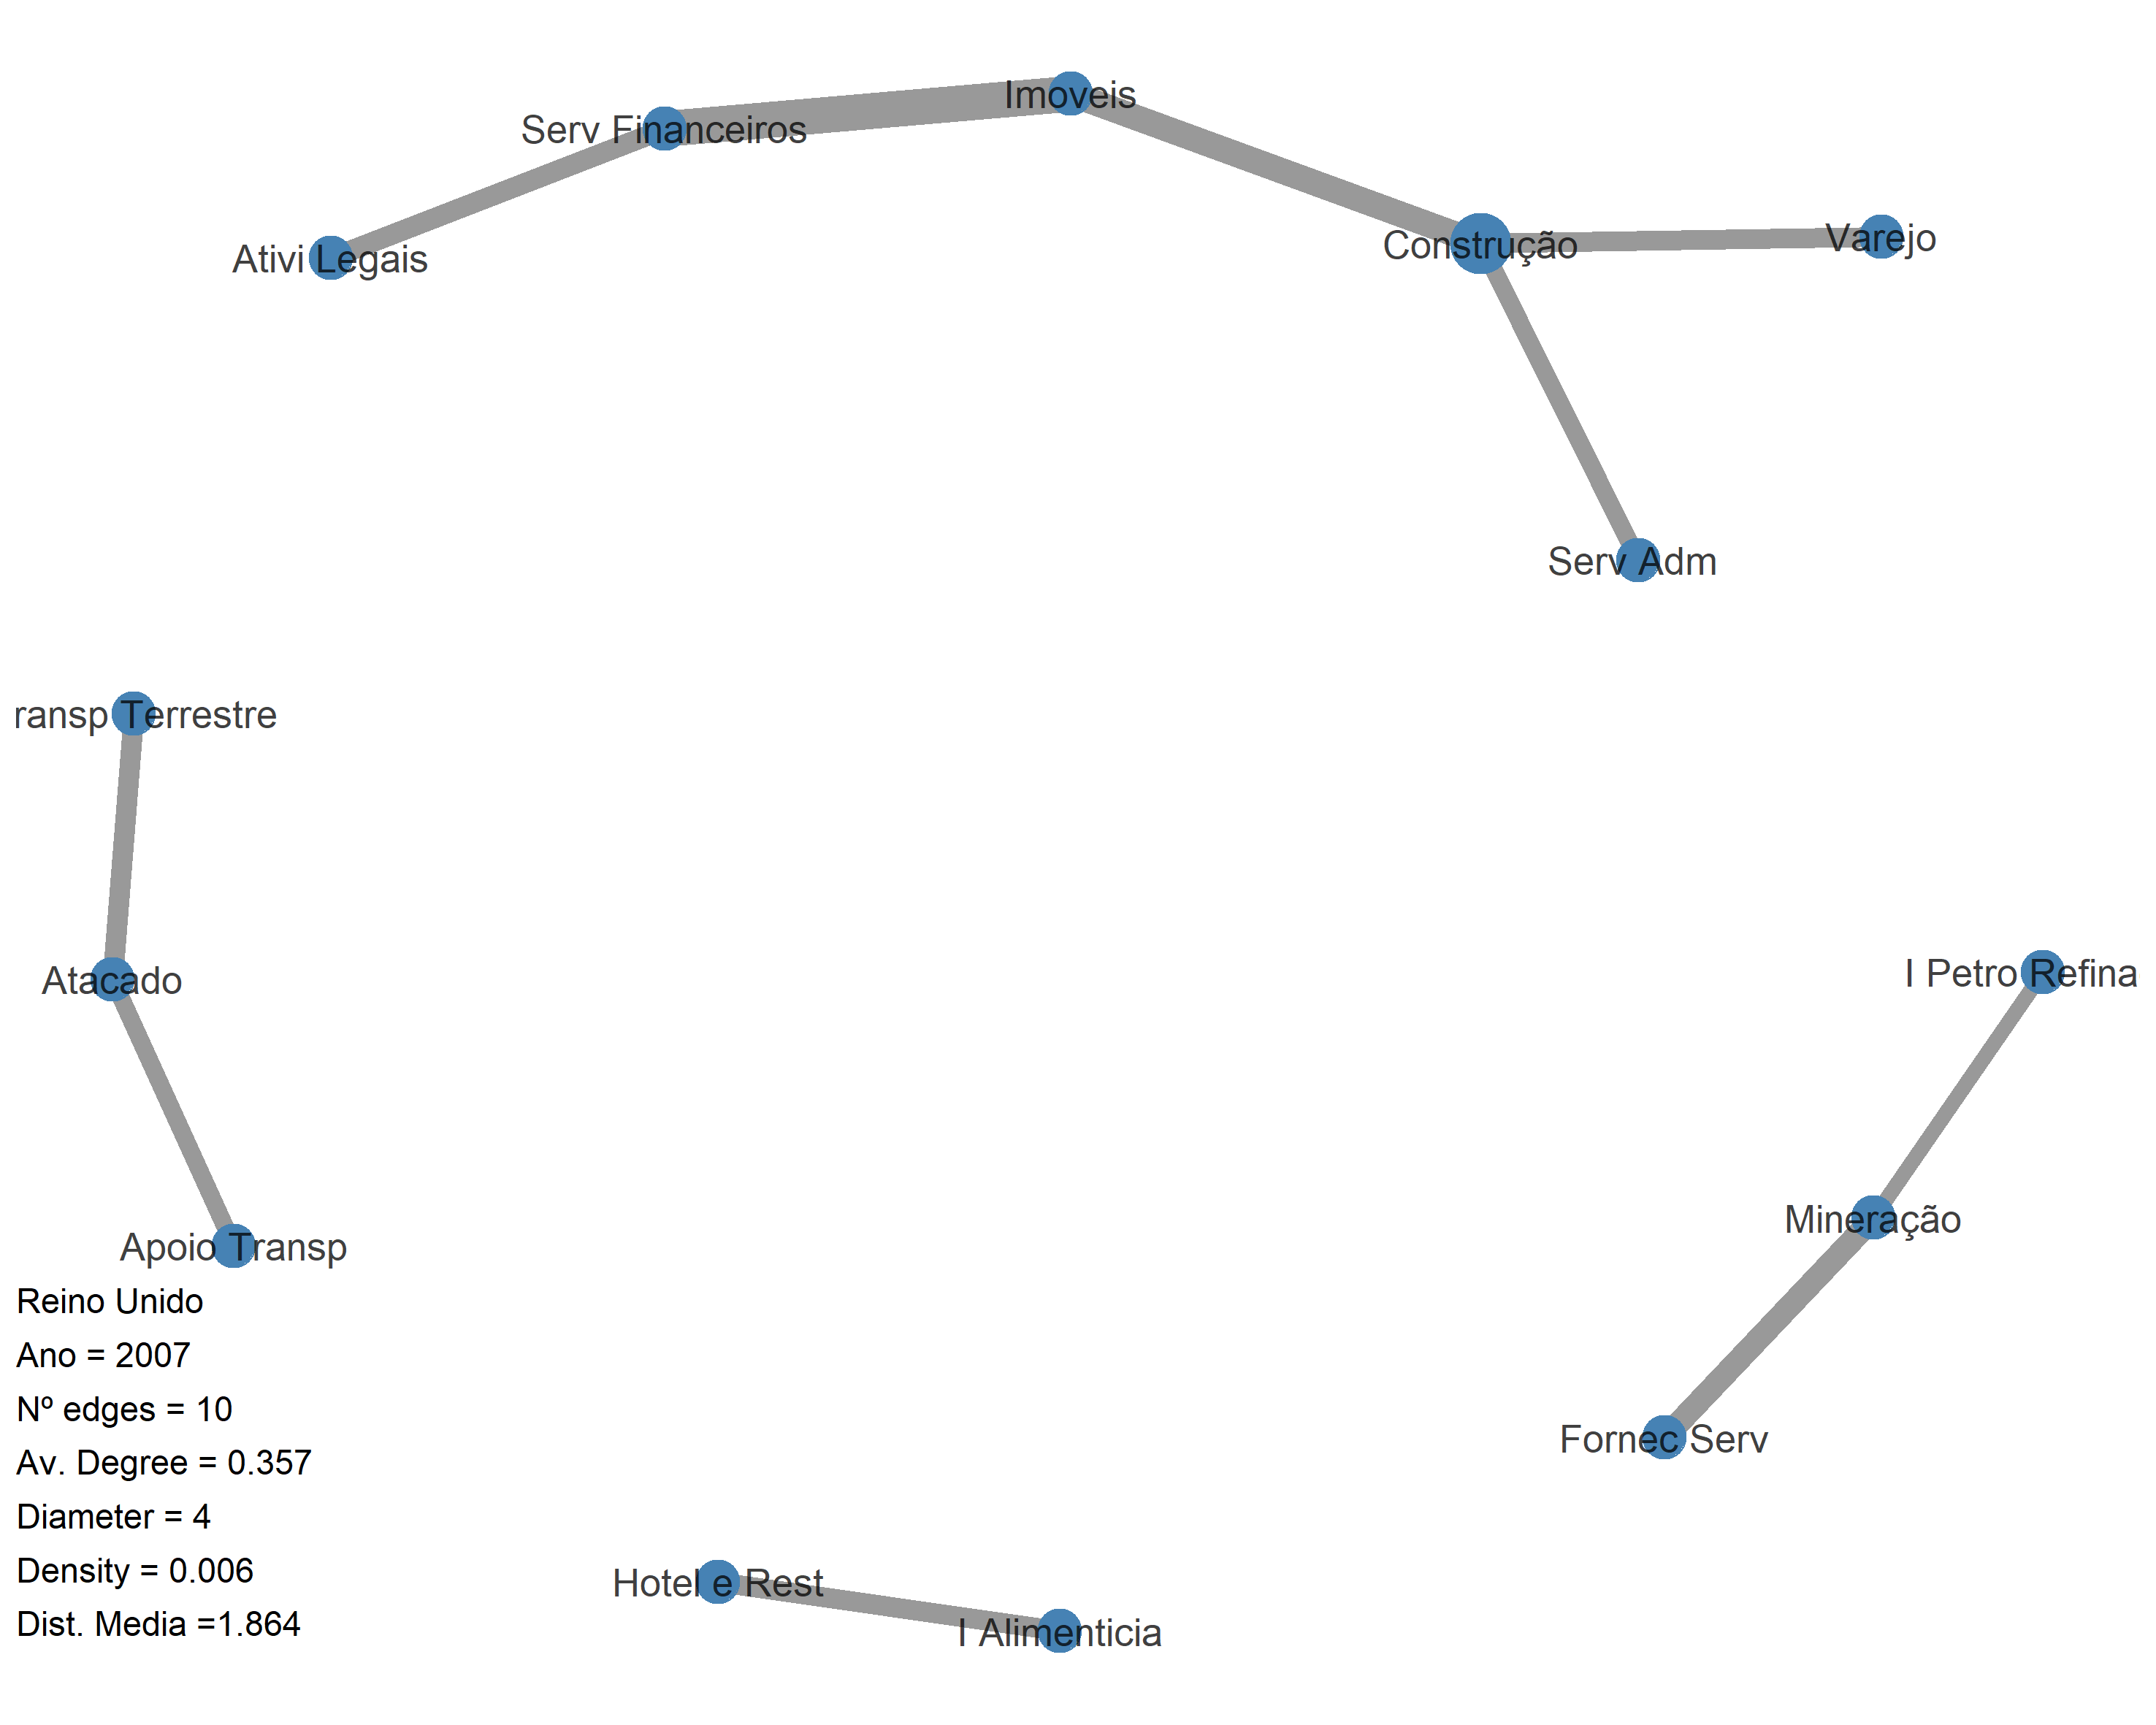 Imoveis
Serv Financeiros
Ativi Legais
Construção
Varejo
Serv Adm
ransp Terrestre
Atacado
I Petro Refina
Mineração
Apoio Transp
Fornec Serv
Hotel e Rest
I Alimenticia
Reino Unido
Ano = 2007
Nº edges = 10
Av. Degree = 0.357
Diameter = 4
Density = 0.006
Dist. Media =1.864